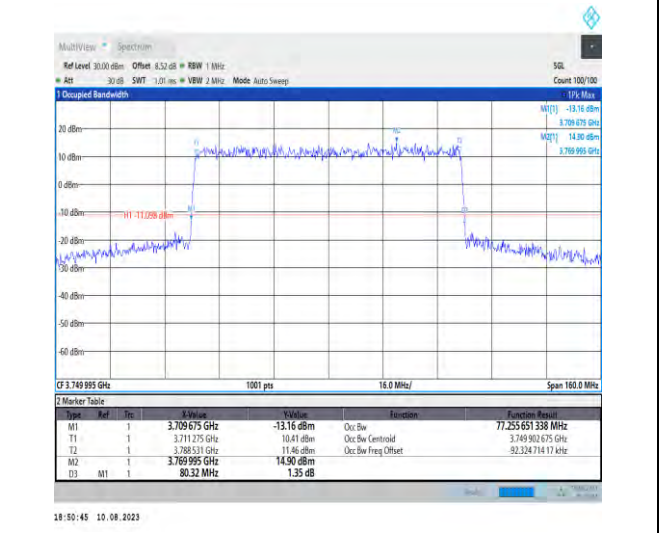 MultiView Spectrum
Ref Level 30.00 dBm Offset 8.52 dB RBW 1 MHz SGL
Att 30 dB SWT 1.01 ms VBW 2 MHz Mode Auto Sweep Count 100/100
1 Occupied Bandwidth 1Pk Max
M1[1] -13.16 dBm
3.709 675 GHz
M2[1] 14.90 dBm
3.769 995 GHz
20 dBm
10 dBm
0 dBm
-10 dBm
H1 -11.098 dBm
-20 dBm
-30 dBm
-40 dBm
-50 dBm
-60 dBm
CF 3.749 995 GHz 1001 pts 16.0 MHz/ Span 160.0 MHz
2 Marker Table
Type Ref Trc X-Value Y-Value Function Function Result
M1 1 3.709 675 GHz -13.16 dBm Occ Bw 77.255 651 338 MHz
T1 1 3.711 275 GHz 10.41 dBm Occ Bw Centroid 3.749 902 675 GHz
T2 1 3.788 531 GHz 11.46 dBm Occ Bw Freq Offset -92.324 714 17 kHz
M2 1 3.769 995 GHz 14.90 dBm
D3 M1 1 80.32 MHz 1.35 dB
18:50:45 10.08.2023